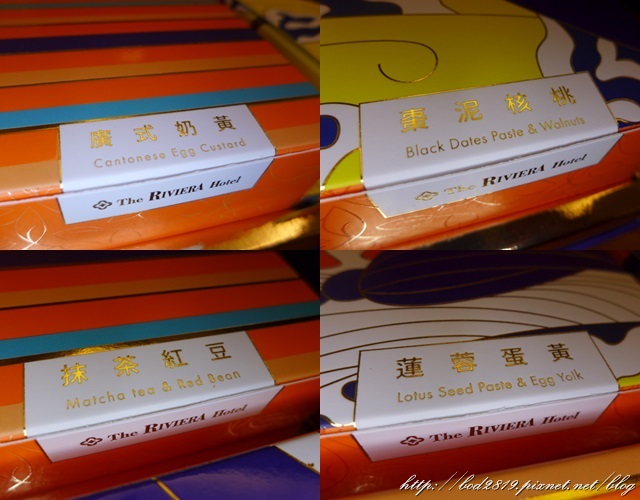 廣式奶黃
Cantonese Egg Custard
The RIVIERA Hotel
棗泥核桃
Black Dates Paste & Walnuts
The RIVIERA Hotel
抹茶紅豆
Matcha tea & Red Bean
The RIVIERA Hotel
蓮蓉蛋黃
Lotus Seed Paste & Egg Yolk
The RIVIERA Hotel
http://bcd2819.pixnet.net/blog